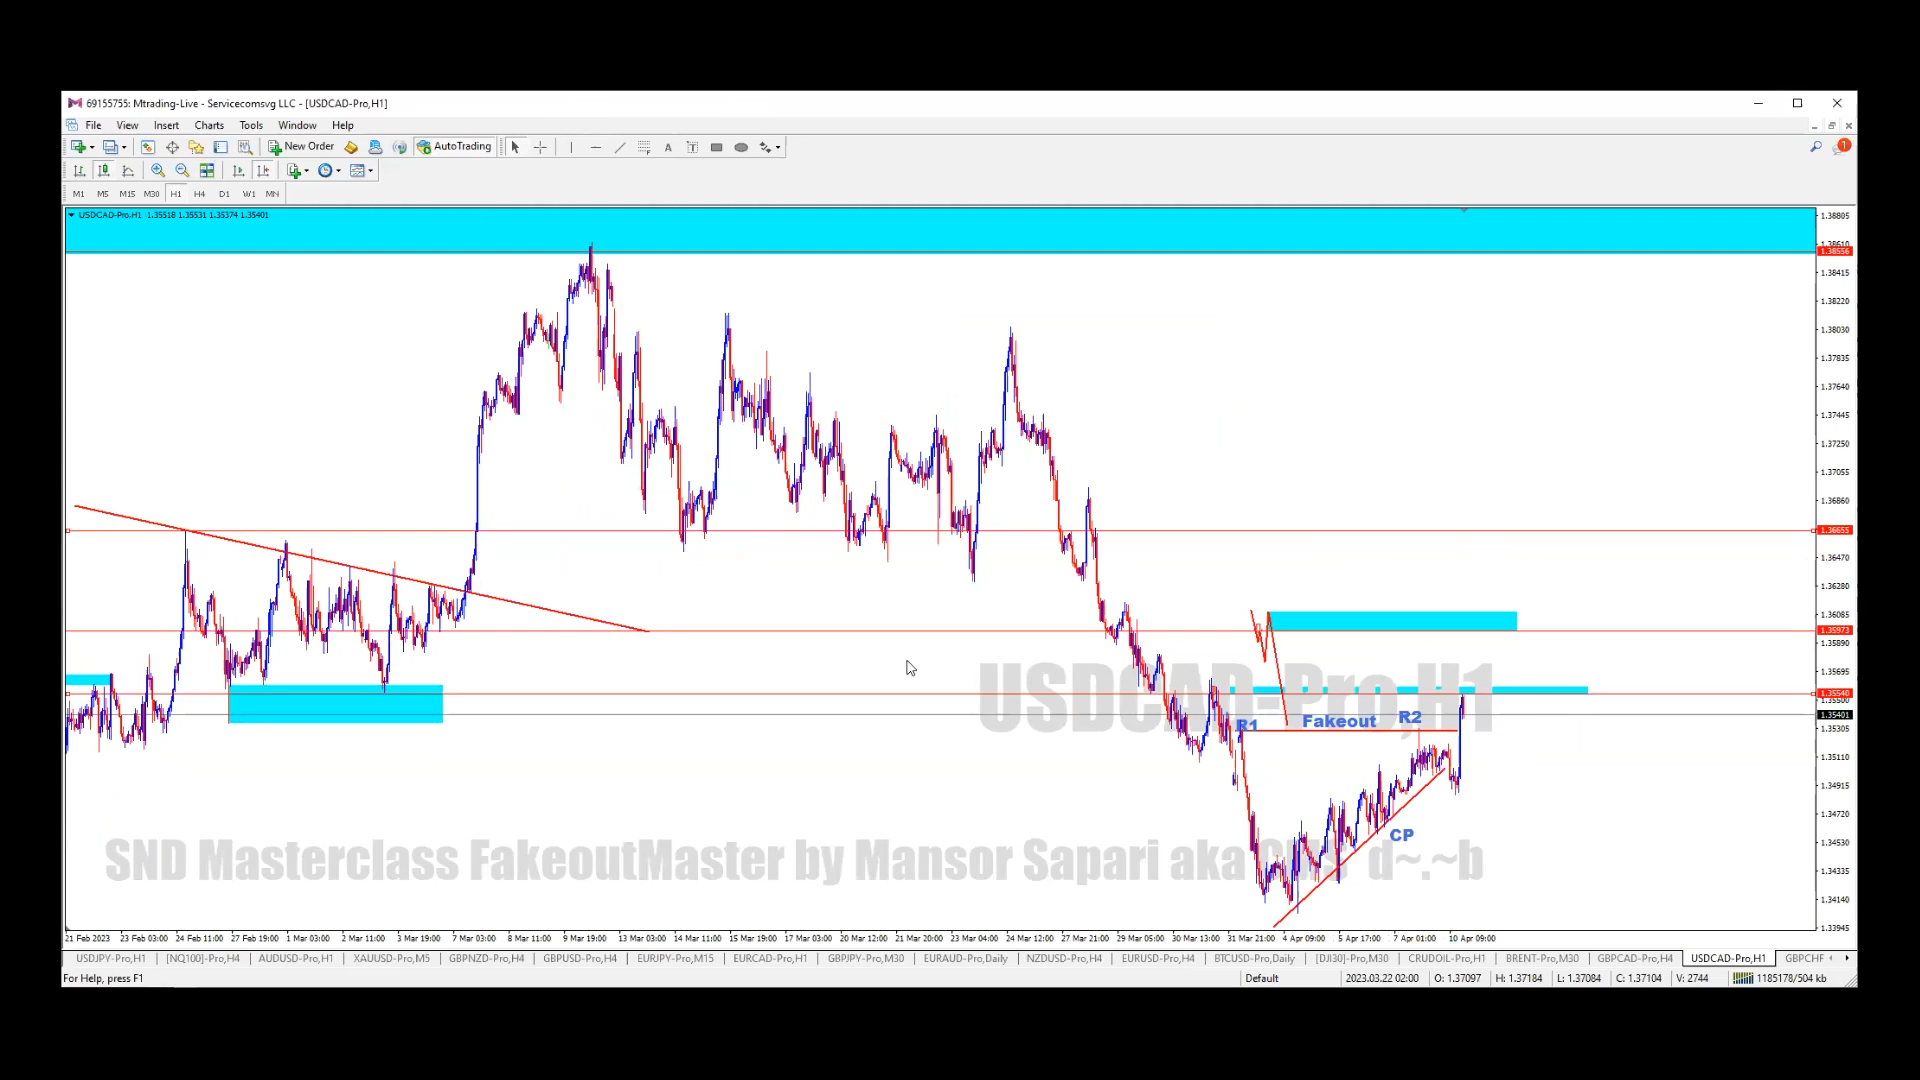 69155755: Mtrading-Live - Servicecomsvg LLC - [USDCAD-Pro,H1]
File View Insert Charts Tools Window Help
New Order AutoTrading A T 1
M1 M5 M15 M30 H1 H4 D1 W1 MN
USDCAD-Pro,H1 1.35518 1.35531 1.35374 1.35401
1.38805
1.38610
1.38556
1.38415
1.38220
1.38030
1.37835
1.37640
1.37445
1.37250
1.37055
1.36860
1.36655
1.36470
1.36280
1.36085
1.35973
1.35890
1.35695
1.35540
1.35500
1.35401
1.35305
1.35110
1.34915
1.34720
1.34530
1.34335
1.34140
1.33945
USDCAD-Pro,H1
R1 Fakeout R2
CP
SND Masterclass FakeoutMaster by Mansor Sapari aka d~.~b
21 Feb 2023 23 Feb 03:00 24 Feb 11:00 27 Feb 19:00 1 Mar 03:00 2 Mar 11:00 3 Mar 19:00 7 Mar 03:00 8 Mar 11:00 9 Mar 19:00 13 Mar 03:00 14 Mar 11:00 15 Mar 19:00 17 Mar 03:00 20 Mar 12:00 21 Mar 20:00 23 Mar 04:00 24 Mar 12:00 27 Mar 21:00 29 Mar 05:00 30 Mar 13:00 31 Mar 21:00 4 Apr 09:00 5 Apr 17:00 7 Apr 01:00 10 Apr 09:00
USDJPY-Pro,H1 [NQ100]-Pro,H4 AUDUSD-Pro,H1 XAUUSD-Pro,M5 GBPNZD-Pro,H4 GBPUSD-Pro,H4 EURJPY-Pro,M15 EURCAD-Pro,H1 GBPJPY-Pro,M30 EURAUD-Pro,Daily NZDUSD-Pro,H4 EURUSD-Pro,H4 BTCUSD-Pro,Daily [DJI30]-Pro,M30 CRUDOIL-Pro,H1 BRENT-Pro,M30 GBPCAD-Pro,H4 USDCAD-Pro,H1 GBPCHF
For Help, press F1 Default 2023.03.22 02:00 O: 1.37097 H: 1.37184 L: 1.37084 C: 1.37104 V: 2744 1185178/504 kb